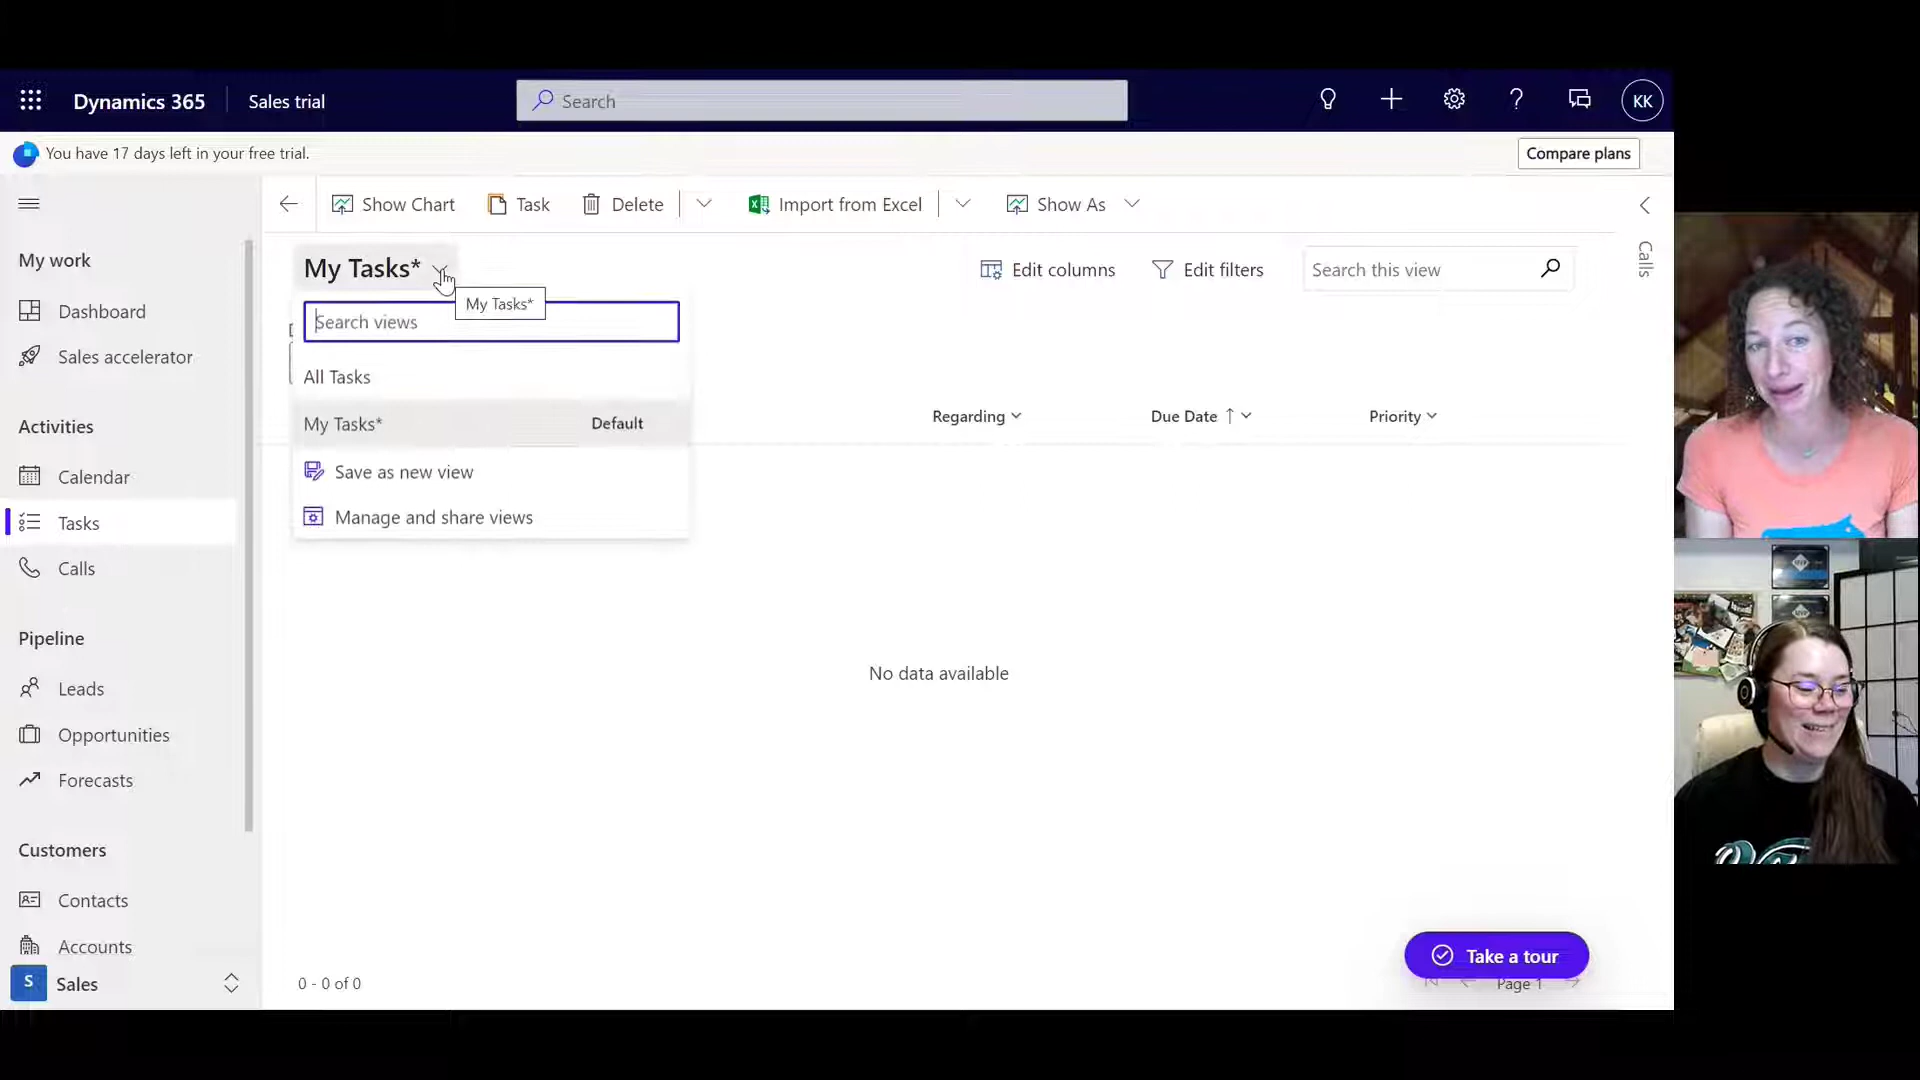 Dynamics 365
Sales trial
Search
KK
You have 17 days left in your free trial.
Compare plans
Show Chart
Task
Delete
Import from Excel
Show As
My work
Dashboard
Sales accelerator
Activities
Calendar
Tasks
Calls
Pipeline
Leads
Opportunities
Forecasts
Customers
Contacts
Accounts
S
Sales
My Tasks*
Edit columns
Edit filters
Search this view
Calls
My Tasks*
Search views
All Tasks
My Tasks*
Default
Save as new view
Manage and share views
Regarding
Due Date
Priority
No data available
Take a tour
0 - 0 of 0
Page 1